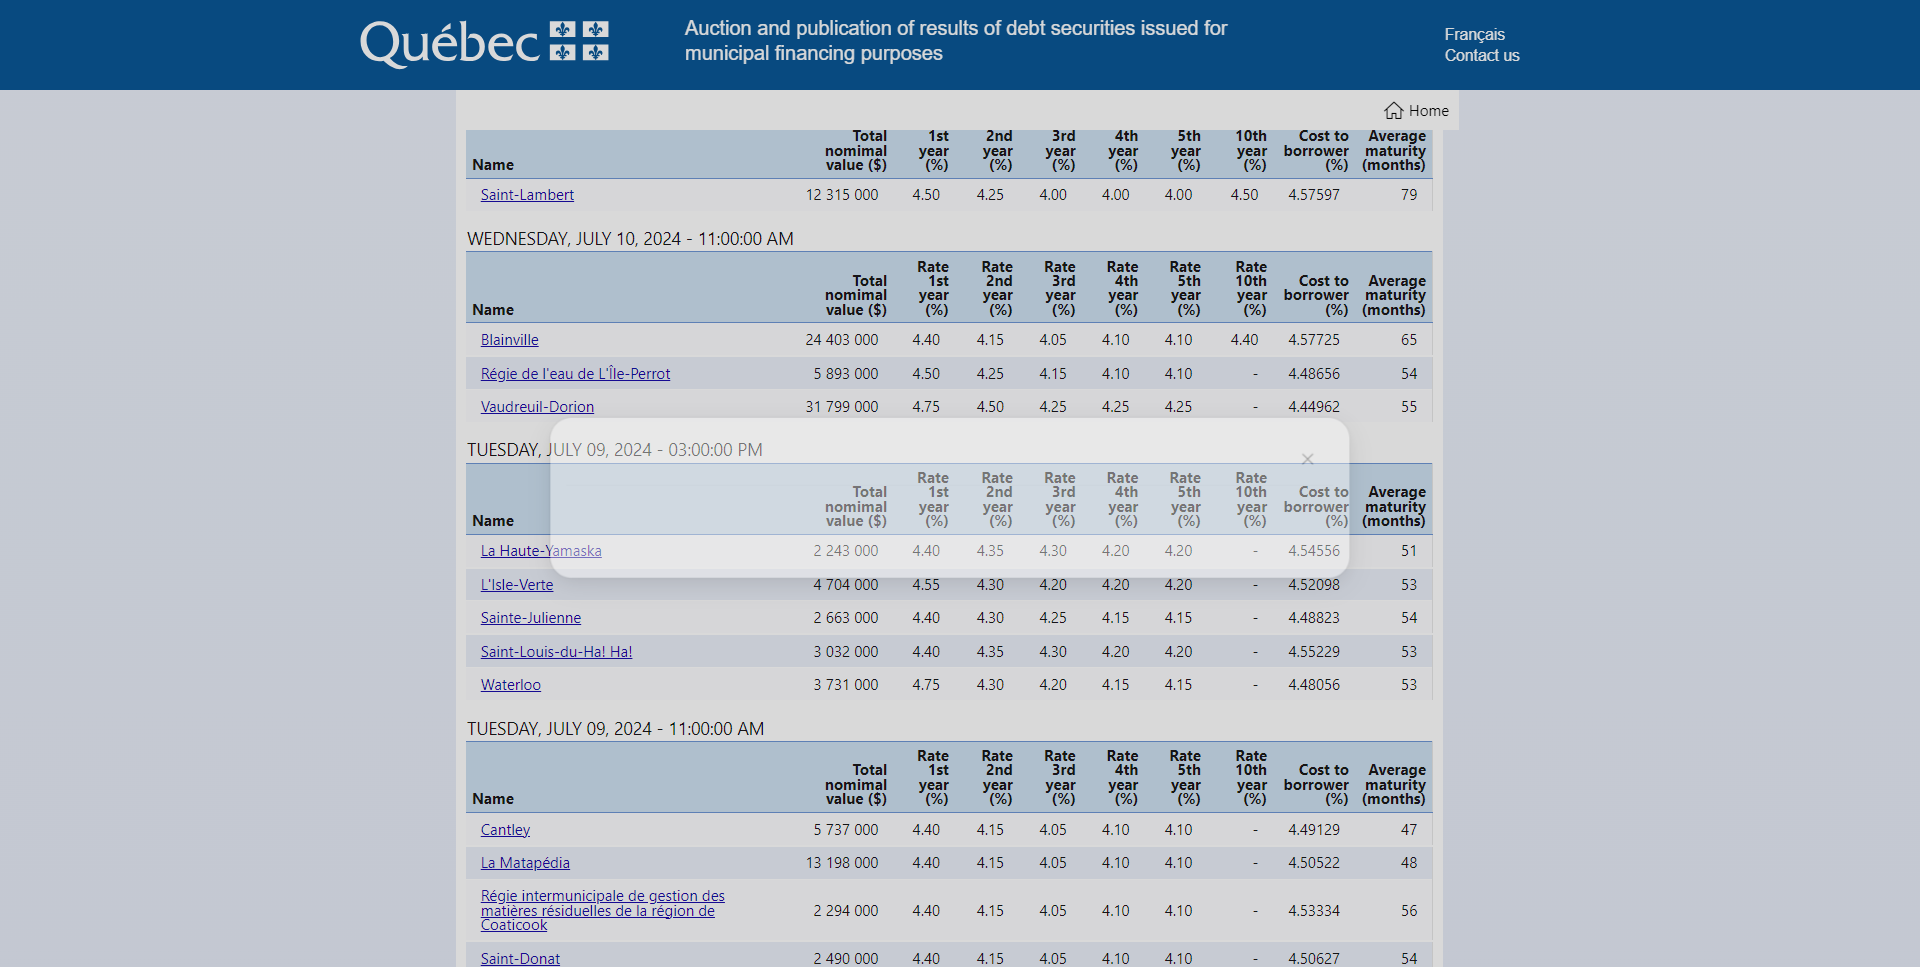 Québec
Auction and publication of results of debt securities issued for
municipal financing purposes
Français
Contact us
Home
Name Total nomimal value ($) 1st year (%) 2nd year (%) 3rd year (%) 4th year (%) 5th year (%) 10th year (%) Cost to borrower (%) Average maturity (months)
Saint-Lambert 12 315 000 4.50 4.25 4.00 4.00 4.00 4.50 4.57597 79
WEDNESDAY, JULY 10, 2024 - 11:00:00 AM
Name Total nomimal value ($) Rate 1st year (%) Rate 2nd year (%) Rate 3rd year (%) Rate 4th year (%) Rate 5th year (%) Rate 10th year (%) Cost to borrower (%) Average maturity (months)
Blainville 24 403 000 4.40 4.15 4.05 4.10 4.10 4.40 4.57725 65
Régie de l'eau de L'Île-Perrot 5 893 000 4.50 4.25 4.15 4.10 4.10 - 4.48656 54
Vaudreuil-Dorion 31 799 000 4.75 4.50 4.25 4.25 4.25 - 4.44962 55
TUESDAY, JULY 09, 2024 - 03:00:00 PM
Name Total nomimal value ($) Rate 1st year (%) Rate 2nd year (%) Rate 3rd year (%) Rate 4th year (%) Rate 5th year (%) Rate 10th year (%) Cost to borrower (%) Average maturity (months)
La Haute-Yamaska 2 243 000 4.40 4.35 4.30 4.20 4.20 - 4.54556 51
L'Isle-Verte 4 704 000 4.55 4.30 4.20 4.20 4.20 - 4.52098 53
Sainte-Julienne 2 663 000 4.40 4.30 4.25 4.15 4.15 - 4.48823 54
Saint-Louis-du-Ha! Ha! 3 032 000 4.40 4.35 4.30 4.20 4.20 - 4.55229 53
Waterloo 3 731 000 4.75 4.30 4.20 4.15 4.15 - 4.48056 53
TUESDAY, JULY 09, 2024 - 11:00:00 AM
Name Total nomimal value ($) Rate 1st year (%) Rate 2nd year (%) Rate 3rd year (%) Rate 4th year (%) Rate 5th year (%) Rate 10th year (%) Cost to borrower (%) Average maturity (months)
Cantley 5 737 000 4.40 4.15 4.05 4.10 4.10 - 4.49129 47
La Matapédia 13 198 000 4.40 4.15 4.05 4.10 4.10 - 4.50522 48
Régie intermunicipale de gestion des
matières résiduelles de la région de
Coaticook 2 294 000 4.40 4.15 4.05 4.10 4.10 - 4.53334 56
Saint-Donat 2 490 000 4.40 4.15 4.05 4.10 4.10 - 4.50627 54